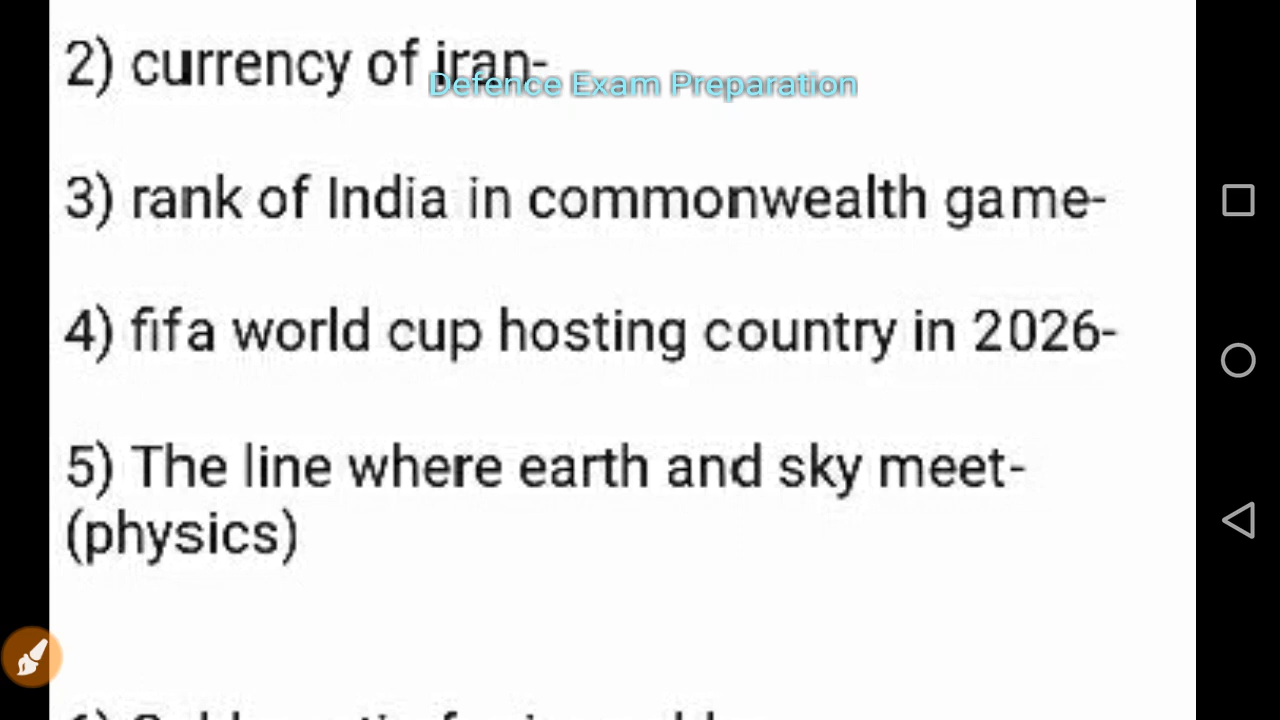 2) currency of iran-
Defence Exam Preparation
3) rank of India in commonwealth game-
4) fifa world cup hosting country in 2026-
5) The line where earth and sky meet-
(physics)